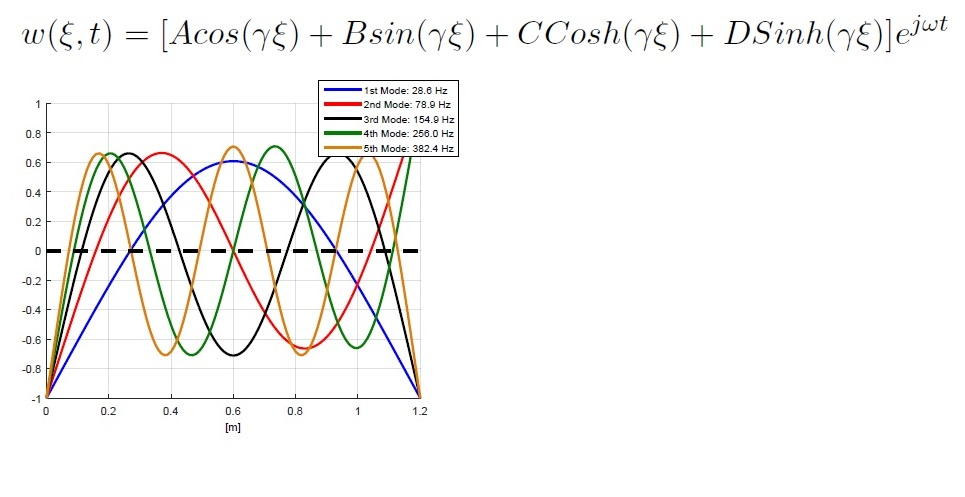 w(ξ, t) = [Acos(γξ) + Bsin(γξ) + CCosh(γξ) + DSinh(γξ)]e^{jωt}
1st Mode: 28.6 Hz
2nd Mode: 78.9 Hz
3rd Mode: 154.9 Hz
4th Mode: 256.0 Hz
5th Mode: 382.4 Hz
1
0.8
0.6
0.4
0.2
0
-0.2
-0.4
-0.6
-0.8
-1
0 0.2 0.4 0.6 0.8 1 1.2
[m]